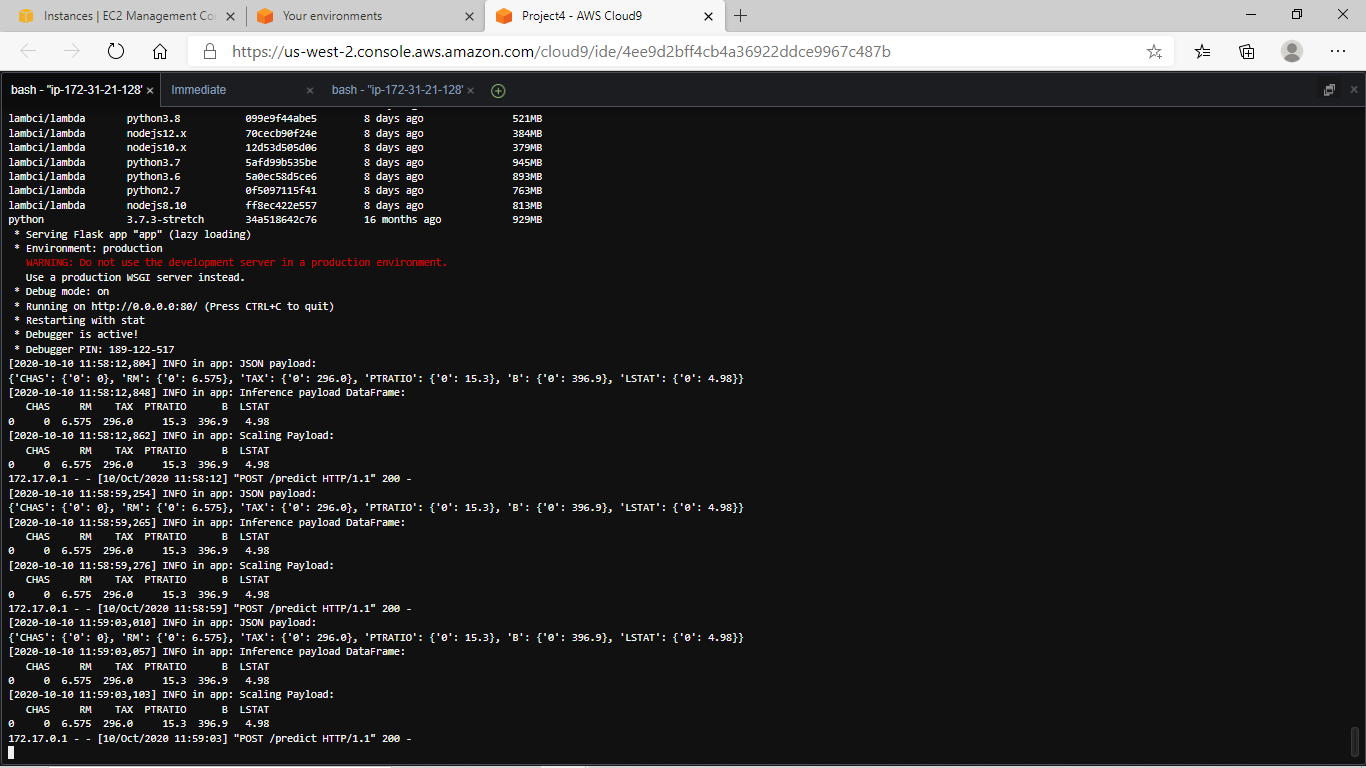 Instances | EC2 Management Co
Your environments
Project4 - AWS Cloud9
https://us-west-2.console.aws.amazon.com/cloud9/ide/4ee9d2bff4cb4a36922ddce9967c487b
bash - "ip-172-31-21-128"
Immediate
bash - "ip-172-31-21-128'
lambci/lambda python3.8 099e9f44abe5 8 days ago 521MB
lambci/lambda nodejs12.x 70cecb90f24e 8 days ago 384MB
lambci/lambda nodejs10.x 12d53d505d06 8 days ago 379MB
lambci/lambda python3.7 5afd99b535be 8 days ago 945MB
lambci/lambda python3.6 5a0ec58d5ce6 8 days ago 893MB
lambci/lambda python2.7 0f5097115f41 8 days ago 763MB
lambci/lambda nodejs8.10 ff8ec422e557 8 days ago 813MB
python 3.7.3-stretch 34a518642c76 16 months ago 929MB
* Serving Flask app "app" (lazy loading)
* Environment: production
WARNING: Do not use the development server in a production environment.
Use a production WSGI server instead.
* Debug mode: on
* Running on http://0.0.0.0:80/ (Press CTRL+C to quit)
* Restarting with stat
* Debugger is active!
* Debugger PIN: 189-122-517
[2020-10-10 11:58:12,804] INFO in app: JSON payload:
{'CHAS': {'0': 0}, 'RM': {'0': 6.575}, 'TAX': {'0': 296.0}, 'PTRATIO': {'0': 15.3}, 'B': {'0': 396.9}, 'LSTAT': {'0': 4.98}}
[2020-10-10 11:58:12,848] INFO in app: Inference payload DataFrame:
CHAS RM TAX PTRATIO B LSTAT
0 0 6.575 296.0 15.3 396.9 4.98
[2020-10-10 11:58:12,862] INFO in app: Scaling Payload:
CHAS RM TAX PTRATIO B LSTAT
0 0 6.575 296.0 15.3 396.9 4.98
172.17.0.1 - - [10/Oct/2020 11:58:12] "POST /predict HTTP/1.1" 200 -
[2020-10-10 11:58:59,254] INFO in app: JSON payload:
{'CHAS': {'0': 0}, 'RM': {'0': 6.575}, 'TAX': {'0': 296.0}, 'PTRATIO': {'0': 15.3}, 'B': {'0': 396.9}, 'LSTAT': {'0': 4.98}}
[2020-10-10 11:58:59,265] INFO in app: Inference payload DataFrame:
CHAS RM TAX PTRATIO B LSTAT
0 0 6.575 296.0 15.3 396.9 4.98
[2020-10-10 11:58:59,276] INFO in app: Scaling Payload:
CHAS RM TAX PTRATIO B LSTAT
0 0 6.575 296.0 15.3 396.9 4.98
172.17.0.1 - - [10/Oct/2020 11:58:59] "POST /predict HTTP/1.1" 200 -
[2020-10-10 11:59:03,010] INFO in app: JSON payload:
{'CHAS': {'0': 0}, 'RM': {'0': 6.575}, 'TAX': {'0': 296.0}, 'PTRATIO': {'0': 15.3}, 'B': {'0': 396.9}, 'LSTAT': {'0': 4.98}}
[2020-10-10 11:59:03,057] INFO in app: Inference payload DataFrame:
CHAS RM TAX PTRATIO B LSTAT
0 0 6.575 296.0 15.3 396.9 4.98
[2020-10-10 11:59:03,103] INFO in app: Scaling Payload:
CHAS RM TAX PTRATIO B LSTAT
0 0 6.575 296.0 15.3 396.9 4.98
172.17.0.1 - - [10/Oct/2020 11:59:03] "POST /predict HTTP/1.1" 200 -